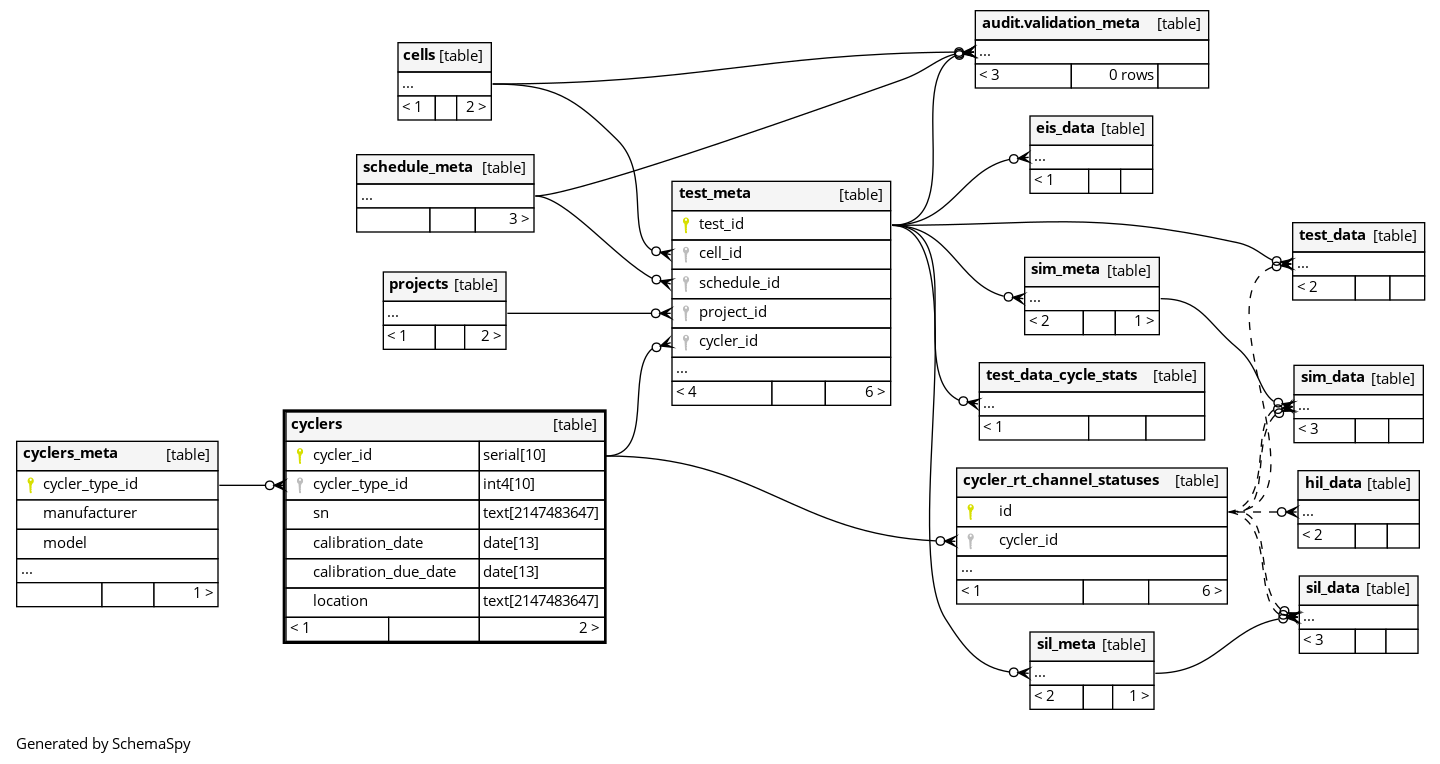 cells [table]
...
< 1 2 >
schedule_meta [table]
...
3 >
projects [table]
...
< 1 2 >
cyclers_meta [table]
cycler_type_id
manufacturer
model
...
1 >
cyclers [table]
cycler_id serial[10]
cycler_type_id int4[10]
sn text[2147483647]
calibration_date date[13]
calibration_due_date date[13]
location text[2147483647]
< 1 2 >
test_meta [table]
test_id
cell_id
schedule_id
project_id
cycler_id
...
< 4 6 >
audit.validation_meta [table]
...
< 3 0 rows
eis_data [table]
...
< 1
sim_meta [table]
...
< 2 1 >
test_data_cycle_stats [table]
...
< 1
cycler_rt_channel_statuses [table]
id
cycler_id
...
< 1 6 >
sil_meta [table]
...
< 2 1 >
test_data [table]
...
< 2
sim_data [table]
...
< 3
hil_data [table]
...
< 2
sil_data [table]
...
< 3
Generated by SchemaSpy